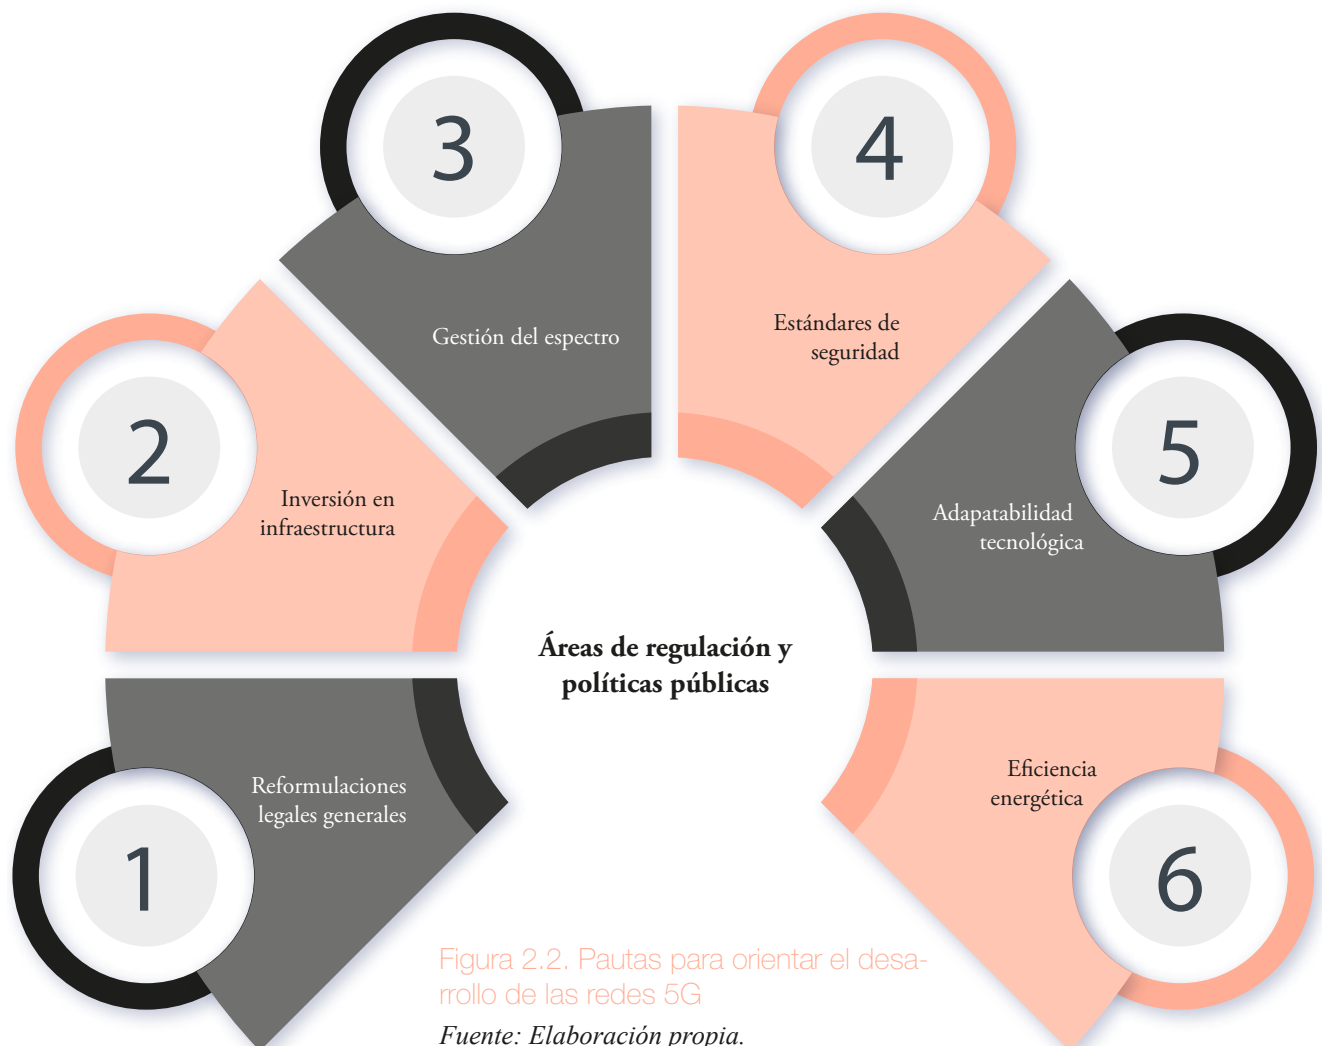 1
Reformulaciones
legales generales
2
Inversión en
infraestructura
3
Gestión del espectro
4
Estándares de
seguridad
5
Adapatabilidad
tecnológica
6
Eficiencia
energética
Áreas de regulación y
políticas públicas
Figura 2.2. Pautas para orientar el desa-
rrollo de las redes 5G
Fuente: Elaboración propia.